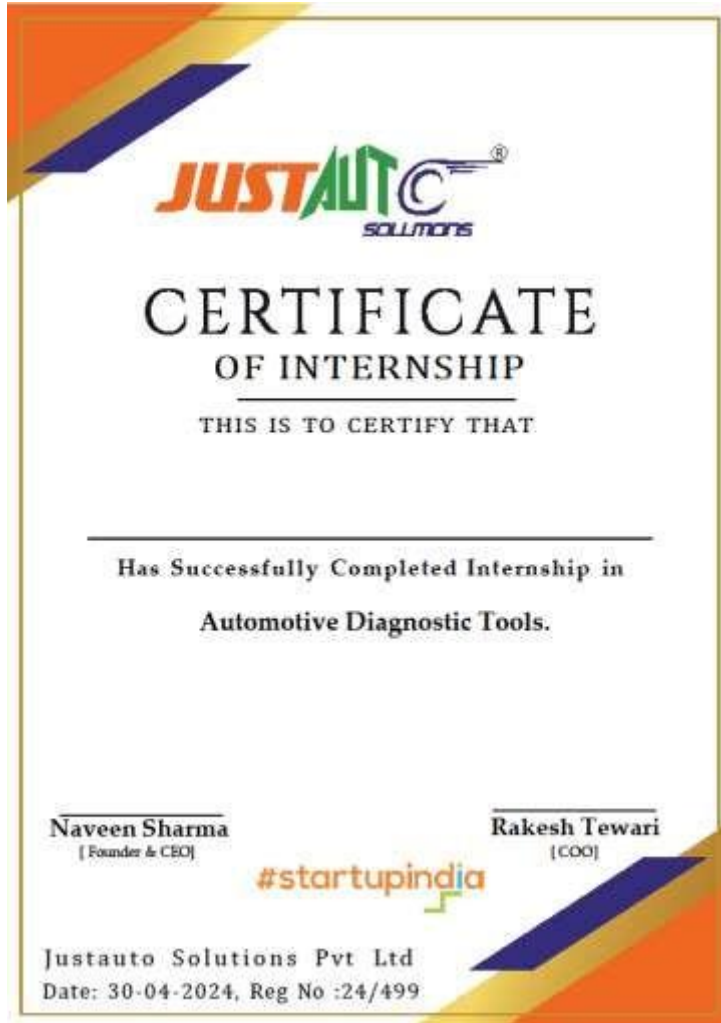 JUSTAUTO ®
SOLUTIONS
CERTIFICATE
OF INTERNSHIP
THIS IS TO CERTIFY THAT
Has Successfully Completed Internship in
Automotive Diagnostic Tools.
Naveen Sharma
[ Founder & CEO]
Rakesh Tewari
[COO]
#startupindia
Justauto Solutions Pvt Ltd
Date: 30-04-2024, Reg No :24/499